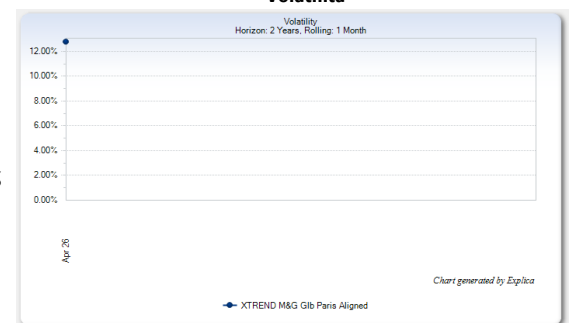 Volatility
Horizon: 2 Years, Rolling: 1 Month
12.00%
10.00%
8.00%
6.00%
4.00%
2.00%
0.00%
Apr 26
Chart generated by Explica
XTREND M&G Glb Paris Aligned